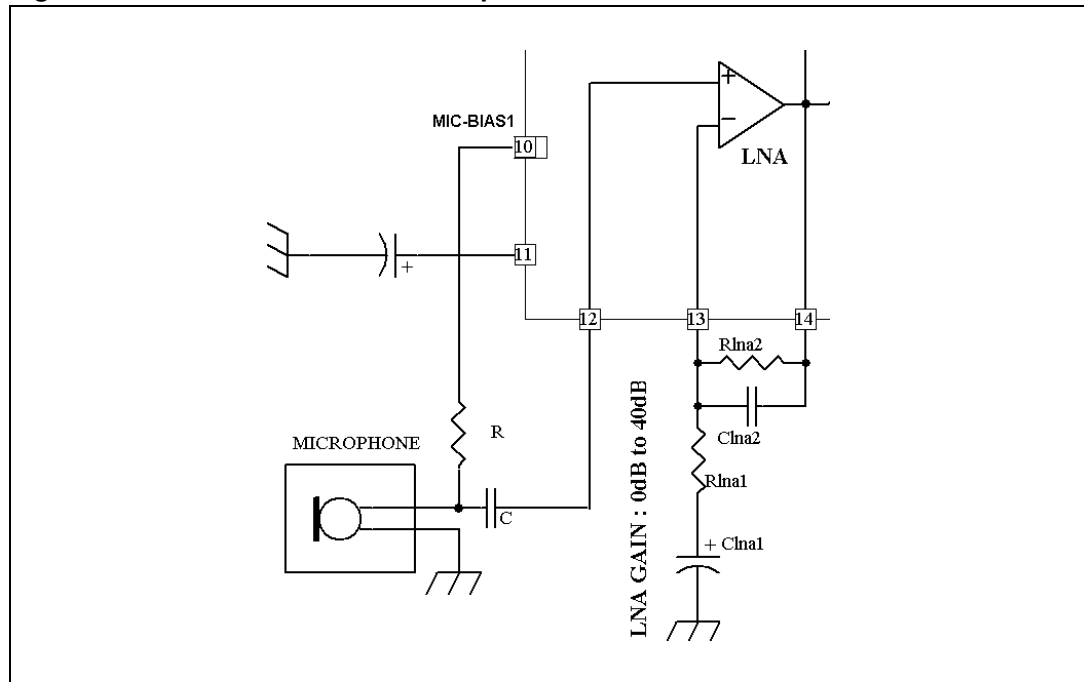 MIC-BIAS1
10
+
−
LNA
11
+
12
13
14
Rlna2
Clna2
Rlna1
+ Clna1
LNA GAIN : 0dB to 40dB
R
MICROPHONE
C